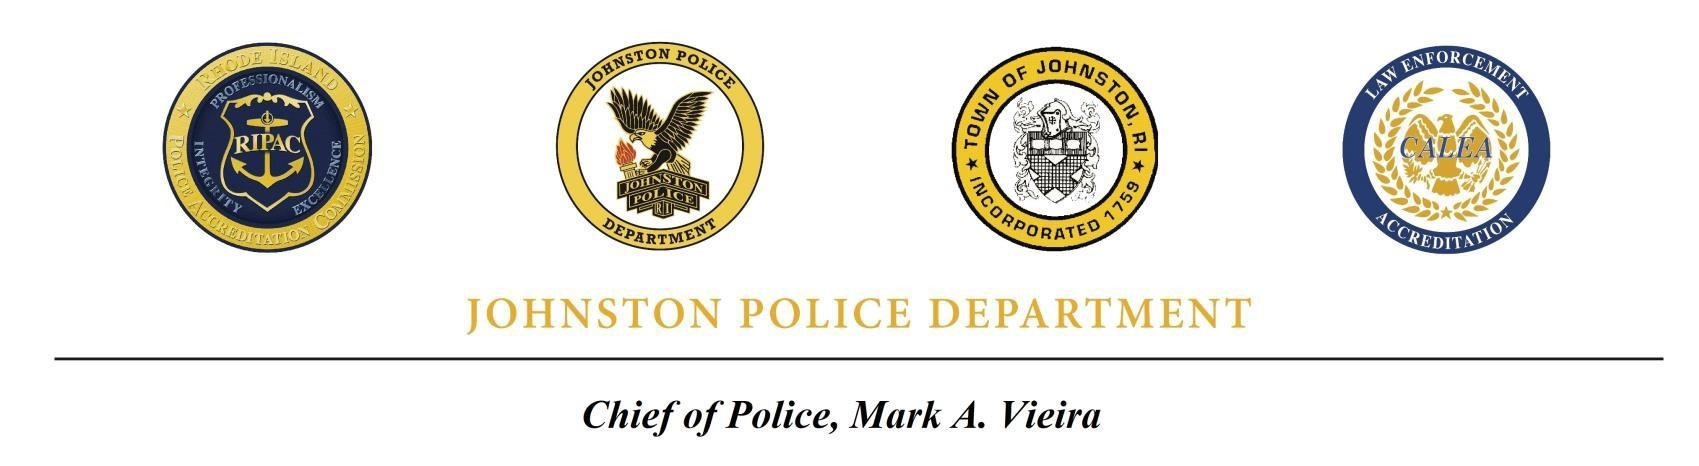 RHODE ISLAND
POLICE ACCREDITATION COMMISSION
PROFESSIONALISM
INTEGRITY
EXCELLENCE
RIPAC
JOHNSTON POLICE
DEPARTMENT
JOHNSTON
POLICE
RI
TOWN OF JOHNSTON, RI
INCORPORATED 1759
LAW ENFORCEMENT
CALEA
ACCREDITATION
JOHNSTON POLICE DEPARTMENT
Chief of Police, Mark A. Vieira